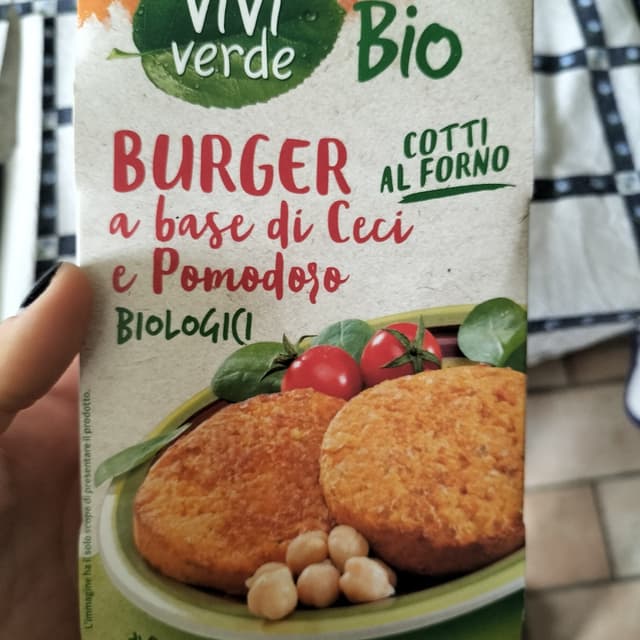 ViVi
verde
Bio
BURGER
a base di Ceci
e Pomodoro
BIOLOGICI
COTTI
AL FORNO
L'immagine ha il solo scopo di presentare il prodotto.